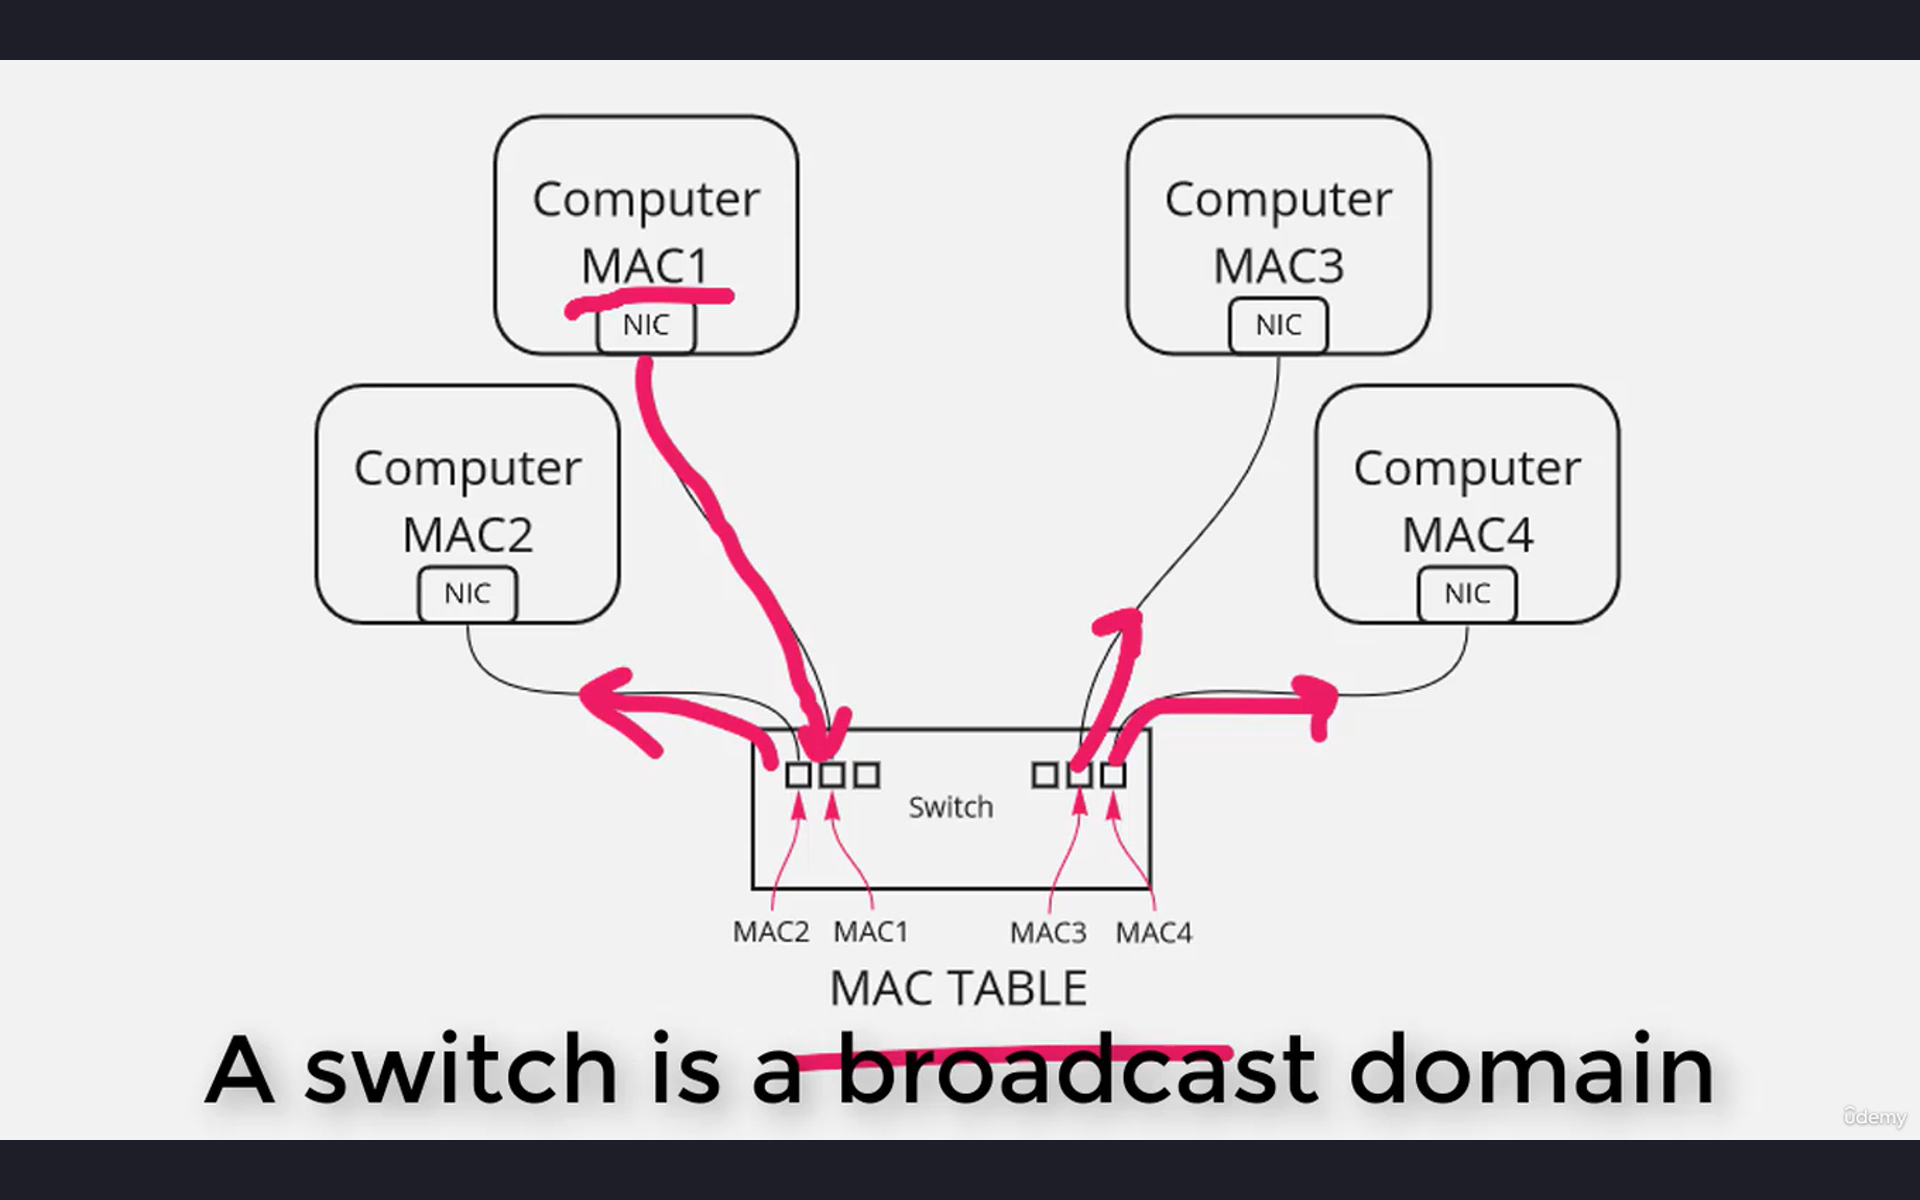 Computer
MAC1
NIC
Computer
MAC3
NIC
Computer
MAC2
NIC
Computer
MAC4
NIC
Switch
MAC2 MAC1 MAC3 MAC4
MAC TABLE
A switch is a broadcast domain
ûdemy